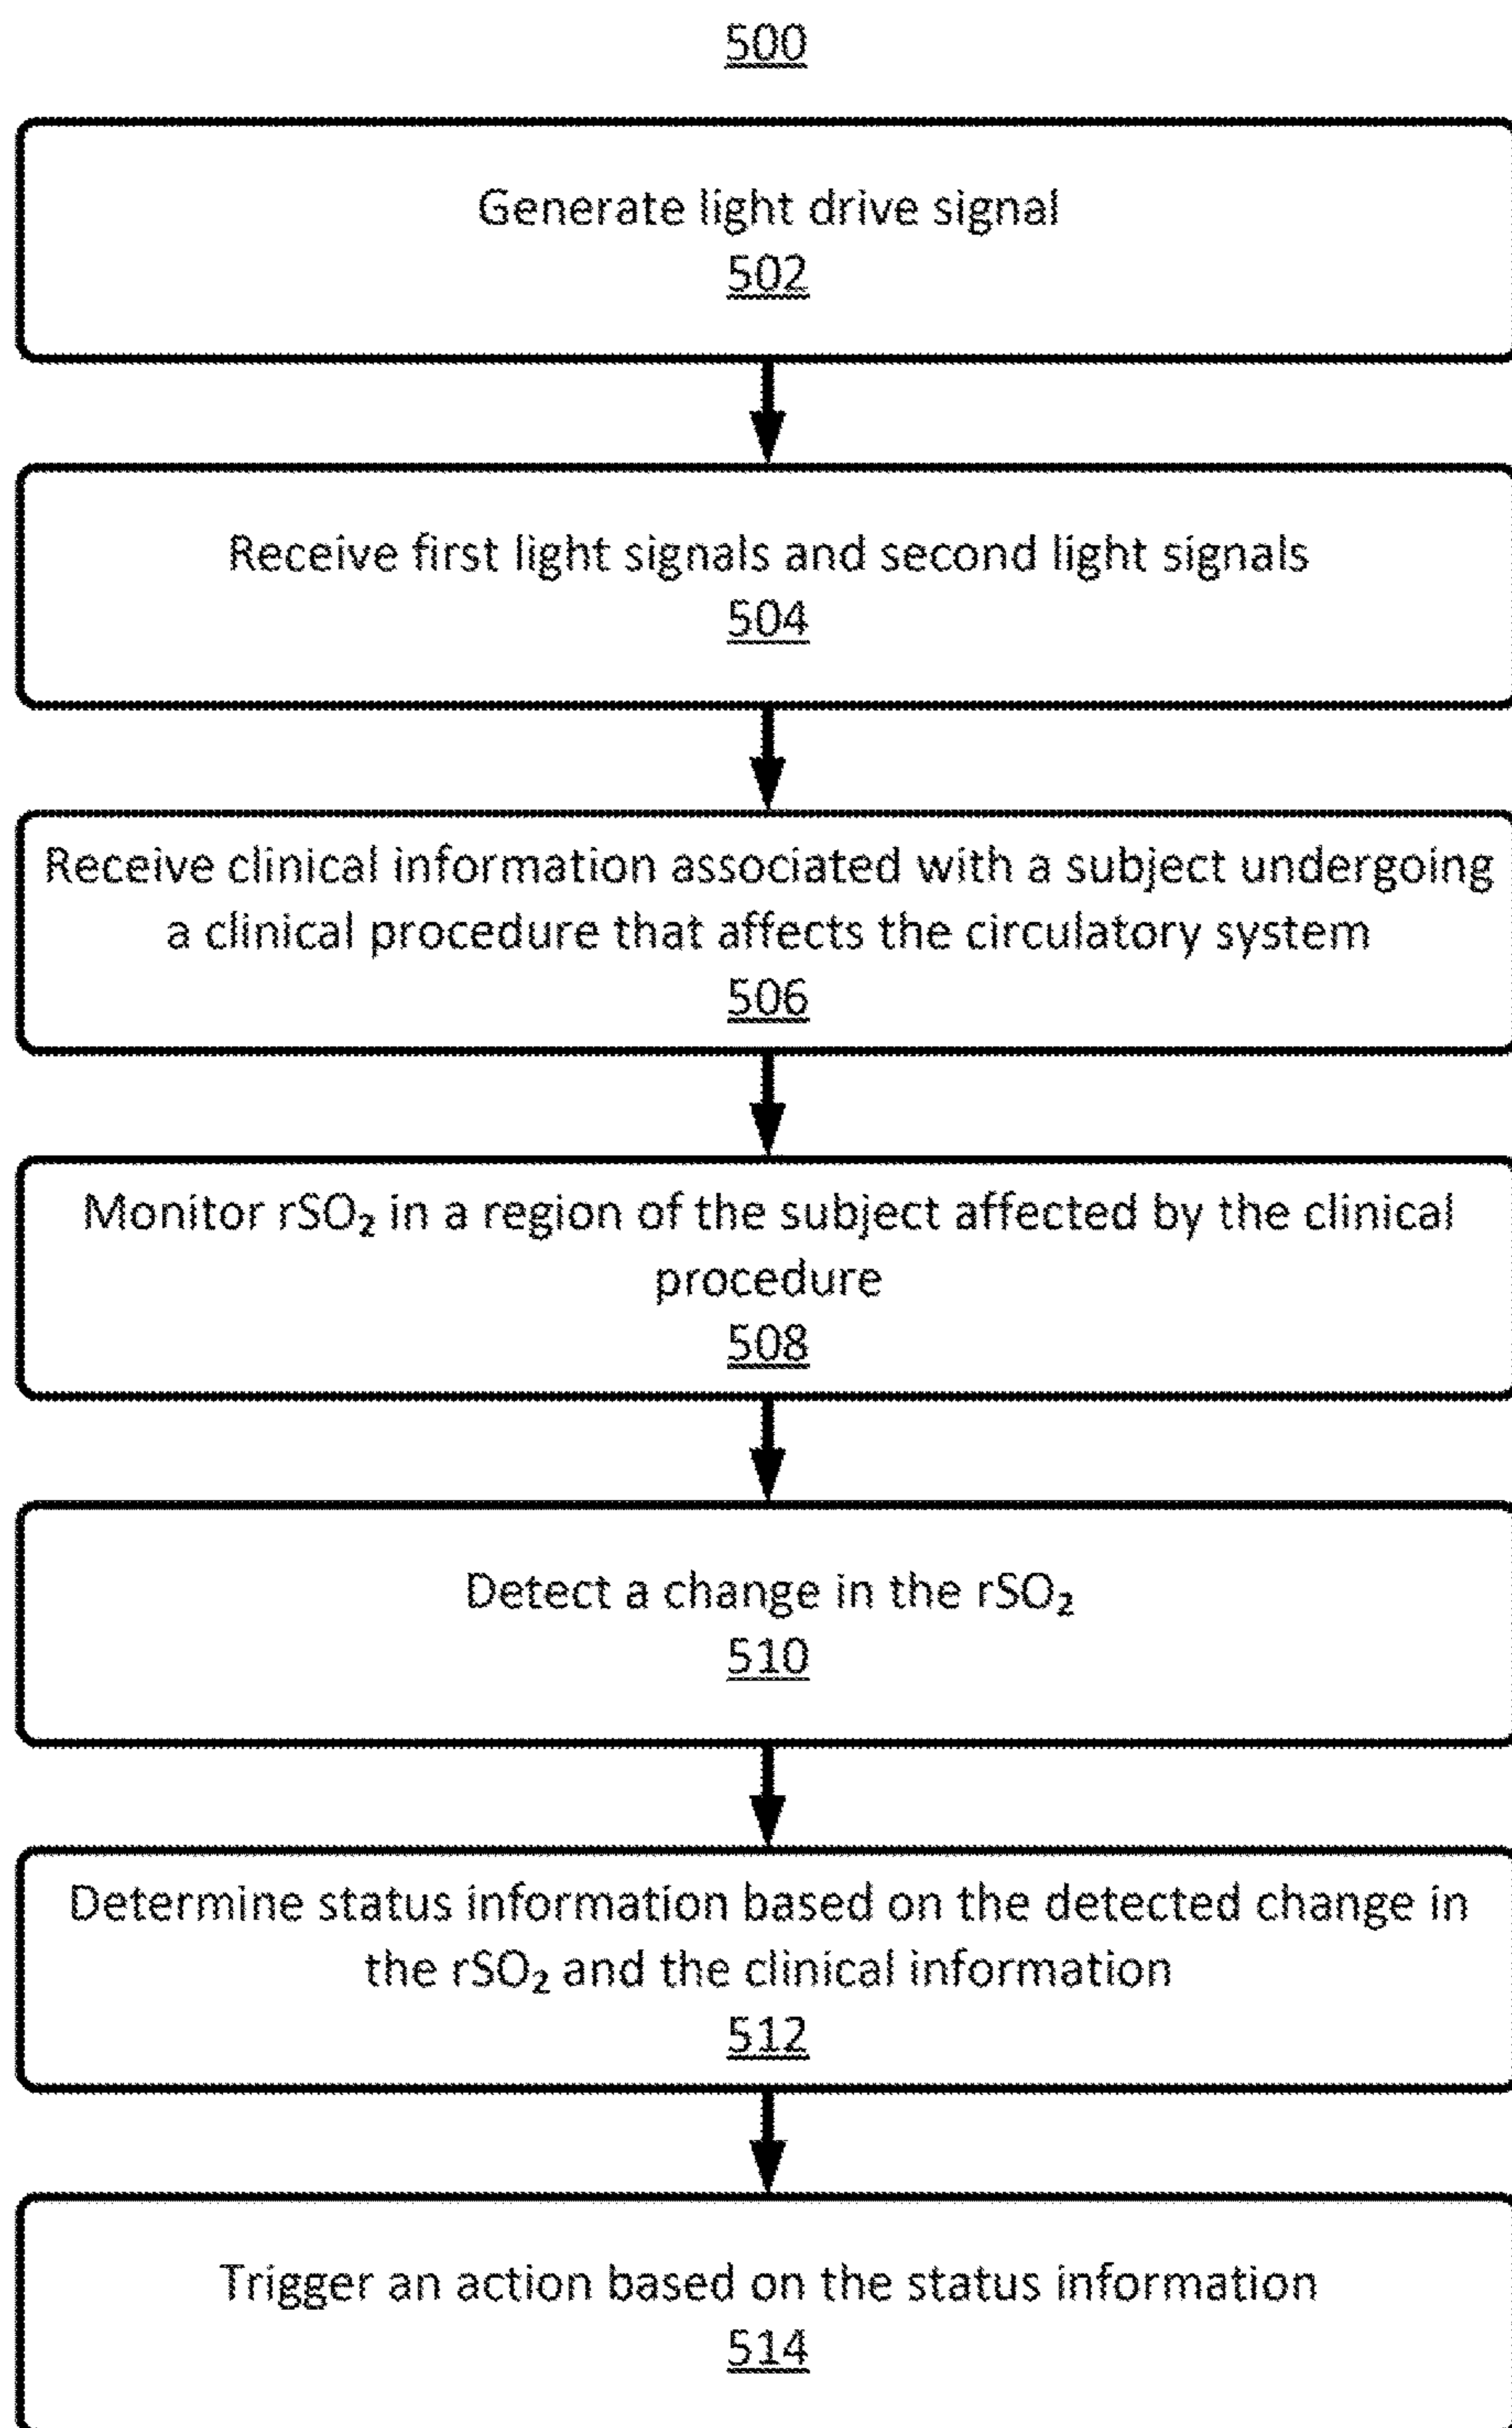 500
Generate light drive signal
502
Receive first light signals and second light signals
504
Receive clinical information associated with a subject undergoing
a clinical procedure that affects the circulatory system
506
Monitor rSO₂ in a region of the subject affected by the clinical
procedure
508
Detect a change in the rSO₂
510
Determine status information based on the detected change in
the rSO₂ and the clinical information
512
Trigger an action based on the status information
514